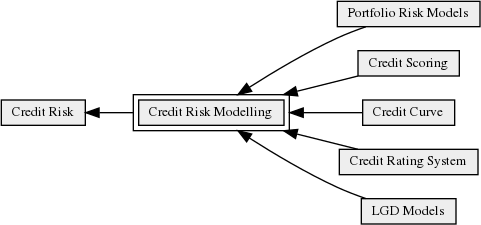 Portfolio Risk Models
Credit Scoring
Credit Risk
Credit Risk Modelling
Credit Curve
Credit Rating System
LGD Models